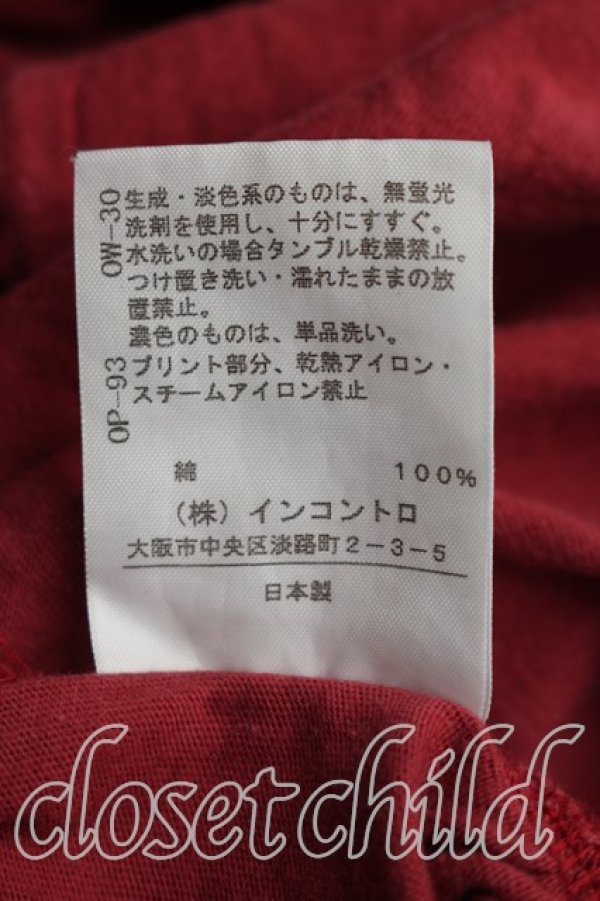 OW-30
生成・淡色系のものは、無蛍光
洗剤を使用し、十分にすすぐ。
水洗いの場合タンブル乾燥禁止。
つけ置き洗い・濡れたままの放
置禁止。
濃色のものは、単品洗い。
OP-93
プリント部分、乾熱アイロン・
スチームアイロン禁止
綿 100%
(株)インコントロ
大阪市中央区淡路町2-3-5
日本製
closet child